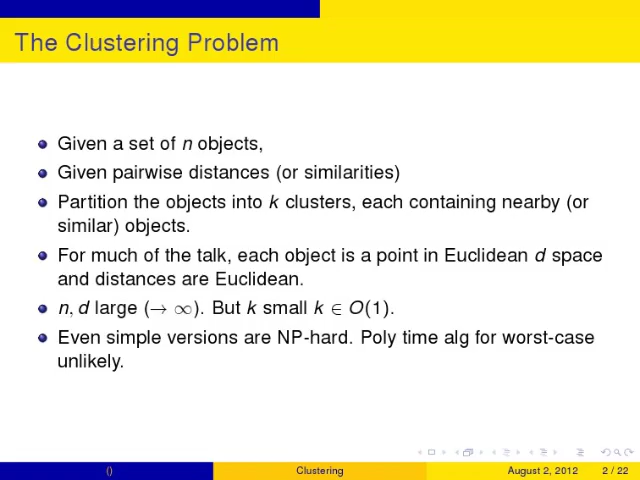 The Clustering Problem
Given a set of n objects,
Given pairwise distances (or similarities)
Partition the objects into k clusters, each containing nearby (or
similar) objects.
For much of the talk, each object is a point in Euclidean d space
and distances are Euclidean.
n, d large (→ ∞). But k small k ∈ O(1).
Even simple versions are NP-hard. Poly time alg for worst-case
unlikely.
() Clustering August 2, 2012 2 / 22